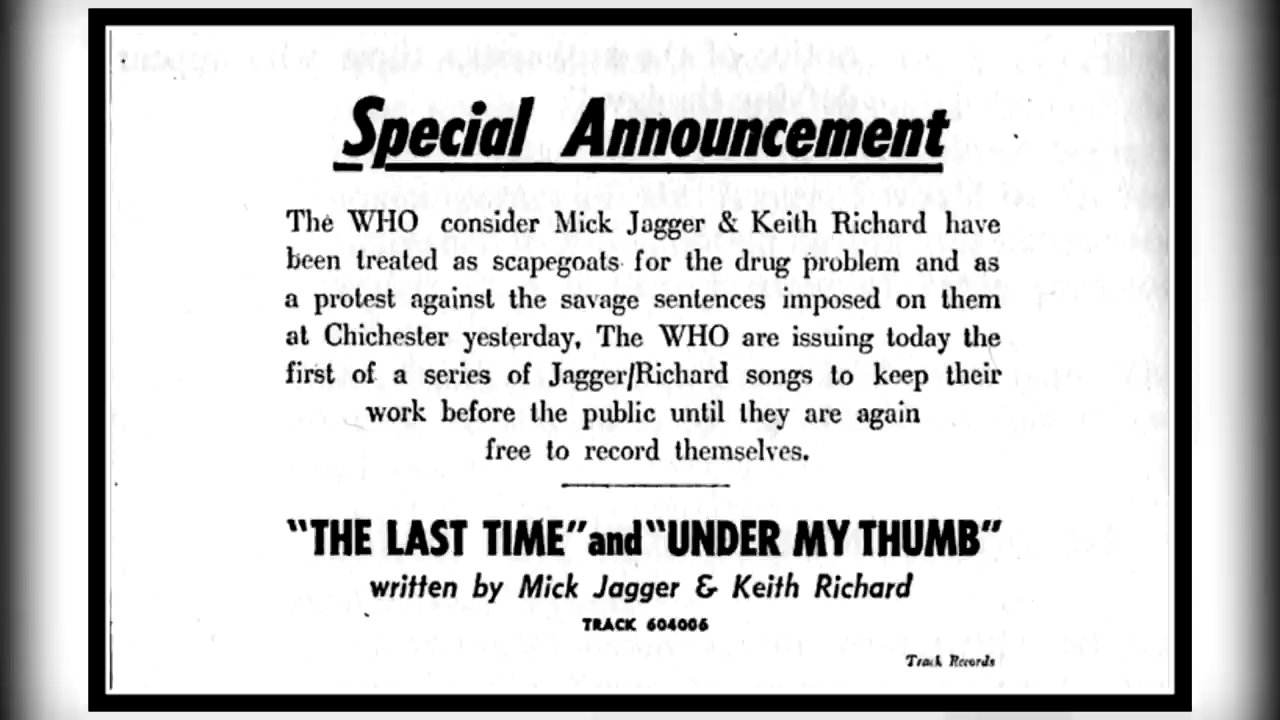 Special Announcement
The WHO consider Mick Jagger & Keith Richard have
been treated as scapegoats for the drug problem and as
a protest against the savage sentences imposed on them
at Chichester yesterday, The WHO are issuing today the
first of a series of Jagger/Richard songs to keep their
work before the public until they are again
free to record themselves.
"THE LAST TIME" and "UNDER MY THUMB"
written by Mick Jagger & Keith Richard
TRACK 604006
Track Records